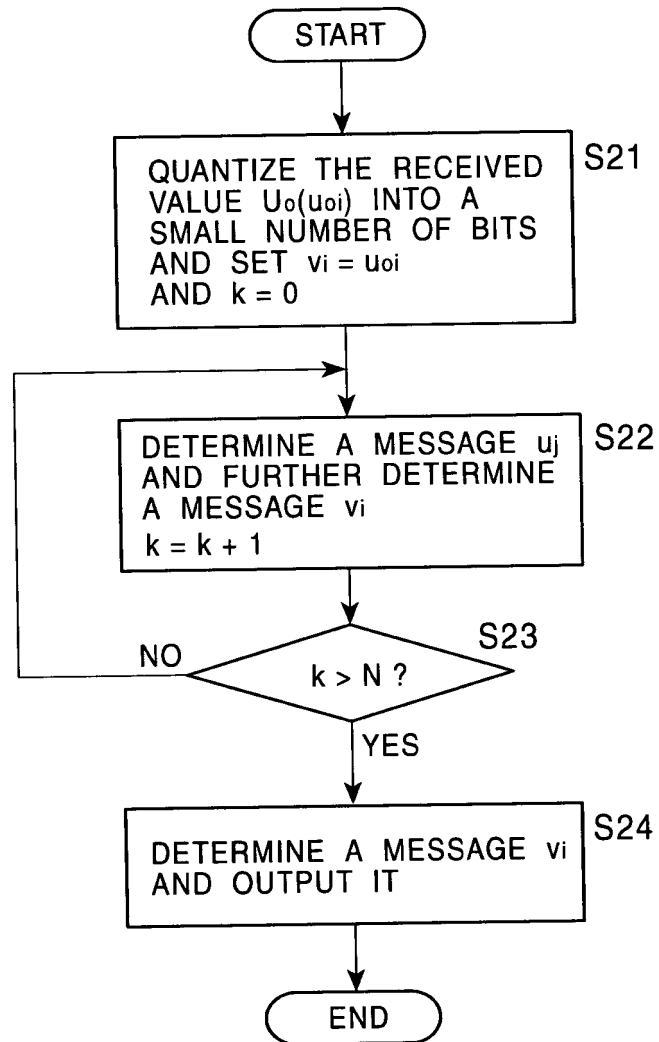 START
QUANTIZE THE RECEIVED
VALUE U₀(u₀ᵢ) INTO A
SMALL NUMBER OF BITS
AND SET vᵢ = u₀ᵢ
AND k = 0
S21
DETERMINE A MESSAGE uⱼ
AND FURTHER DETERMINE
A MESSAGE vᵢ
k = k + 1
S22
S23
NO
k > N ?
YES
S24
DETERMINE A MESSAGE vᵢ
AND OUTPUT IT
END